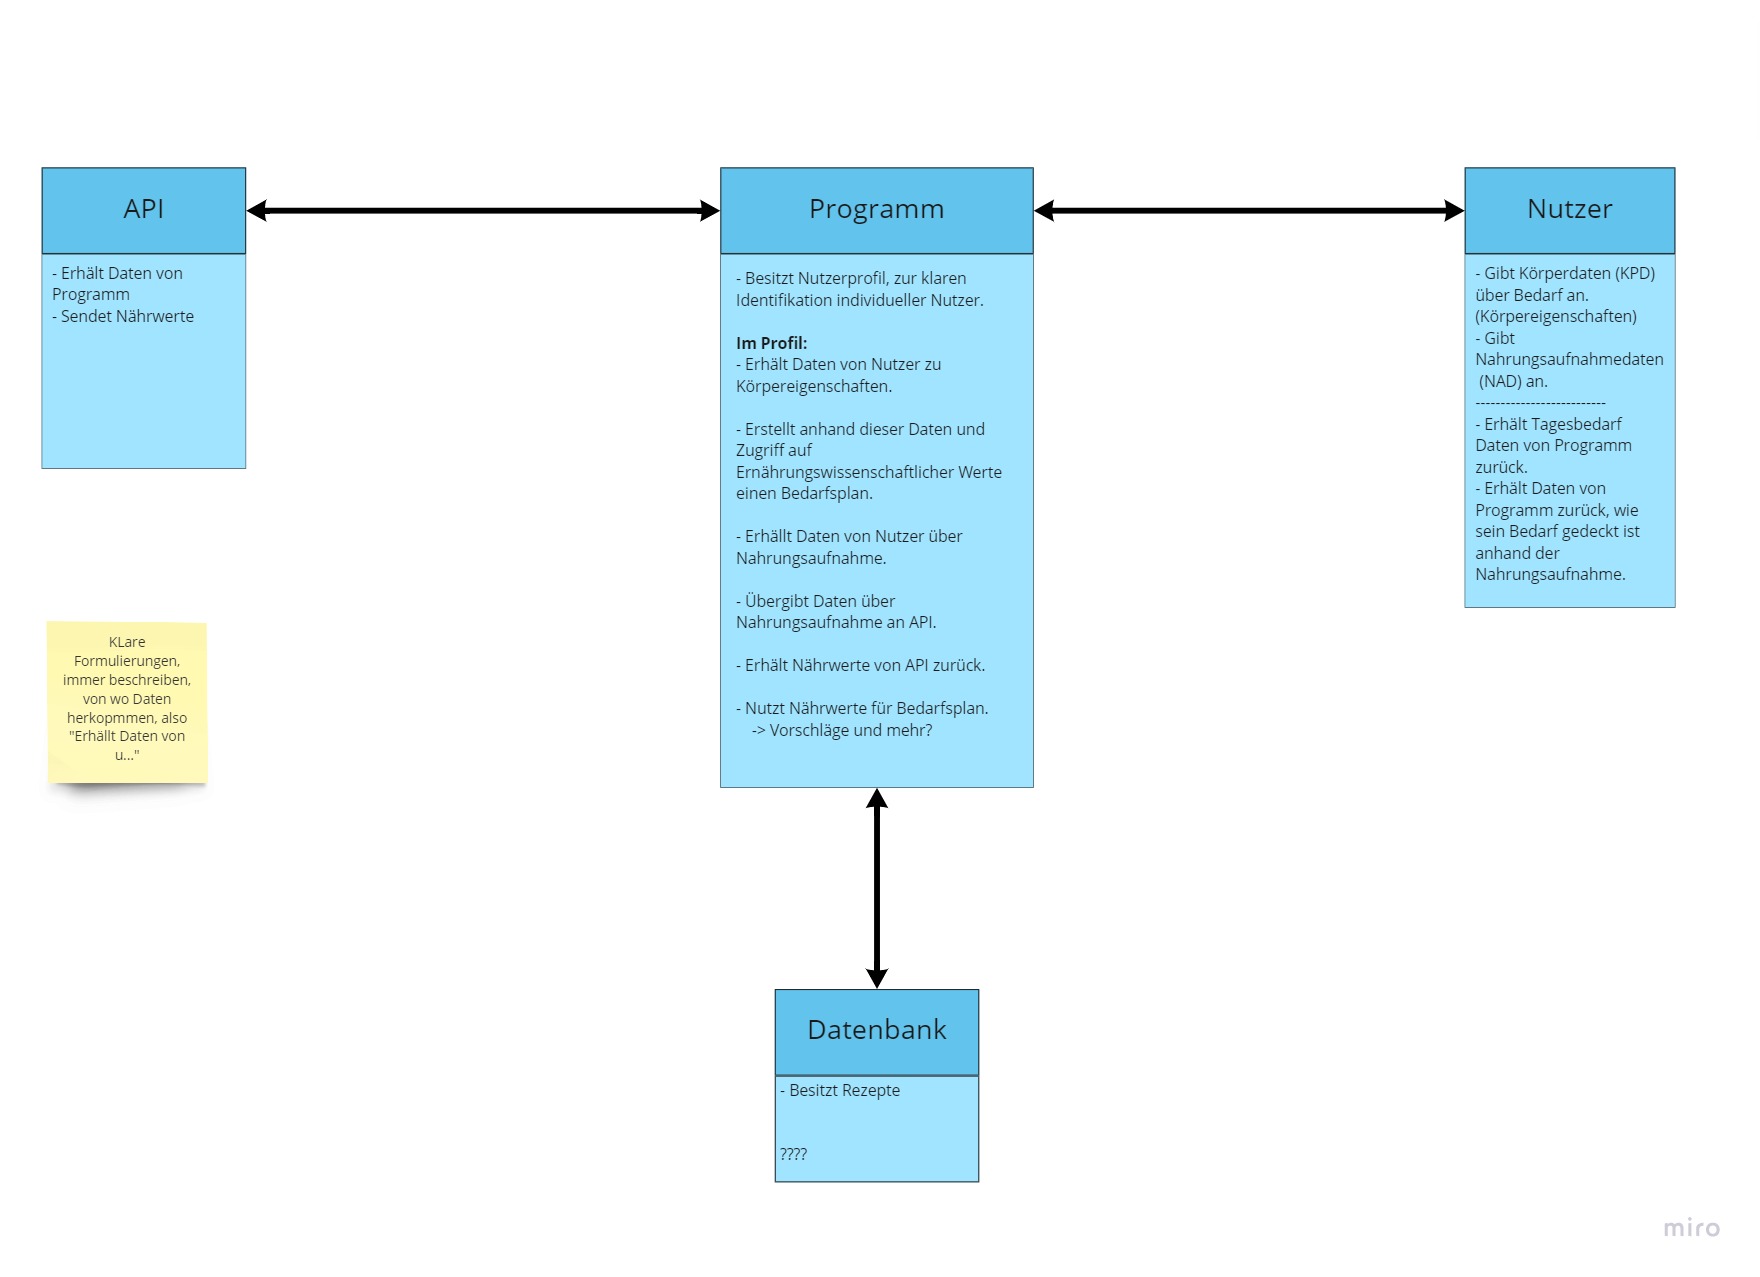 API
- Erhält Daten von
Programm
- Sendet Nährwerte
KLare
Formulierungen,
immer beschreiben,
von wo Daten
herkopmmen, also
"Erhällt Daten von
u..."
Programm
- Besitzt Nutzerprofil, zur klaren
Identifikation individueller Nutzer.
Im Profil:
- Erhält Daten von Nutzer zu
Körpereigenschaften.
- Erstellt anhand dieser Daten und
Zugriff auf
Ernährungswissenschaftlicher Werte
einen Bedarfsplan.
- Erhällt Daten von Nutzer über
Nahrungsaufnahme.
- Übergibt Daten über
Nahrungsaufnahme an API.
- Erhält Nährwerte von API zurück.
- Nutzt Nährwerte für Bedarfsplan.
-> Vorschläge und mehr?
Nutzer
- Gibt Körperdaten (KPD)
über Bedarf an.
(Körpereigenschaften)
- Gibt
Nahrungsaufnahmedaten
(NAD) an.
--------------------------
- Erhält Tagesbedarf
Daten von Programm
zurück.
- Erhält Daten von
Programm zurück, wie
sein Bedarf gedeckt ist
anhand der
Nahrungsaufnahme.
Datenbank
- Besitzt Rezepte
????
miro